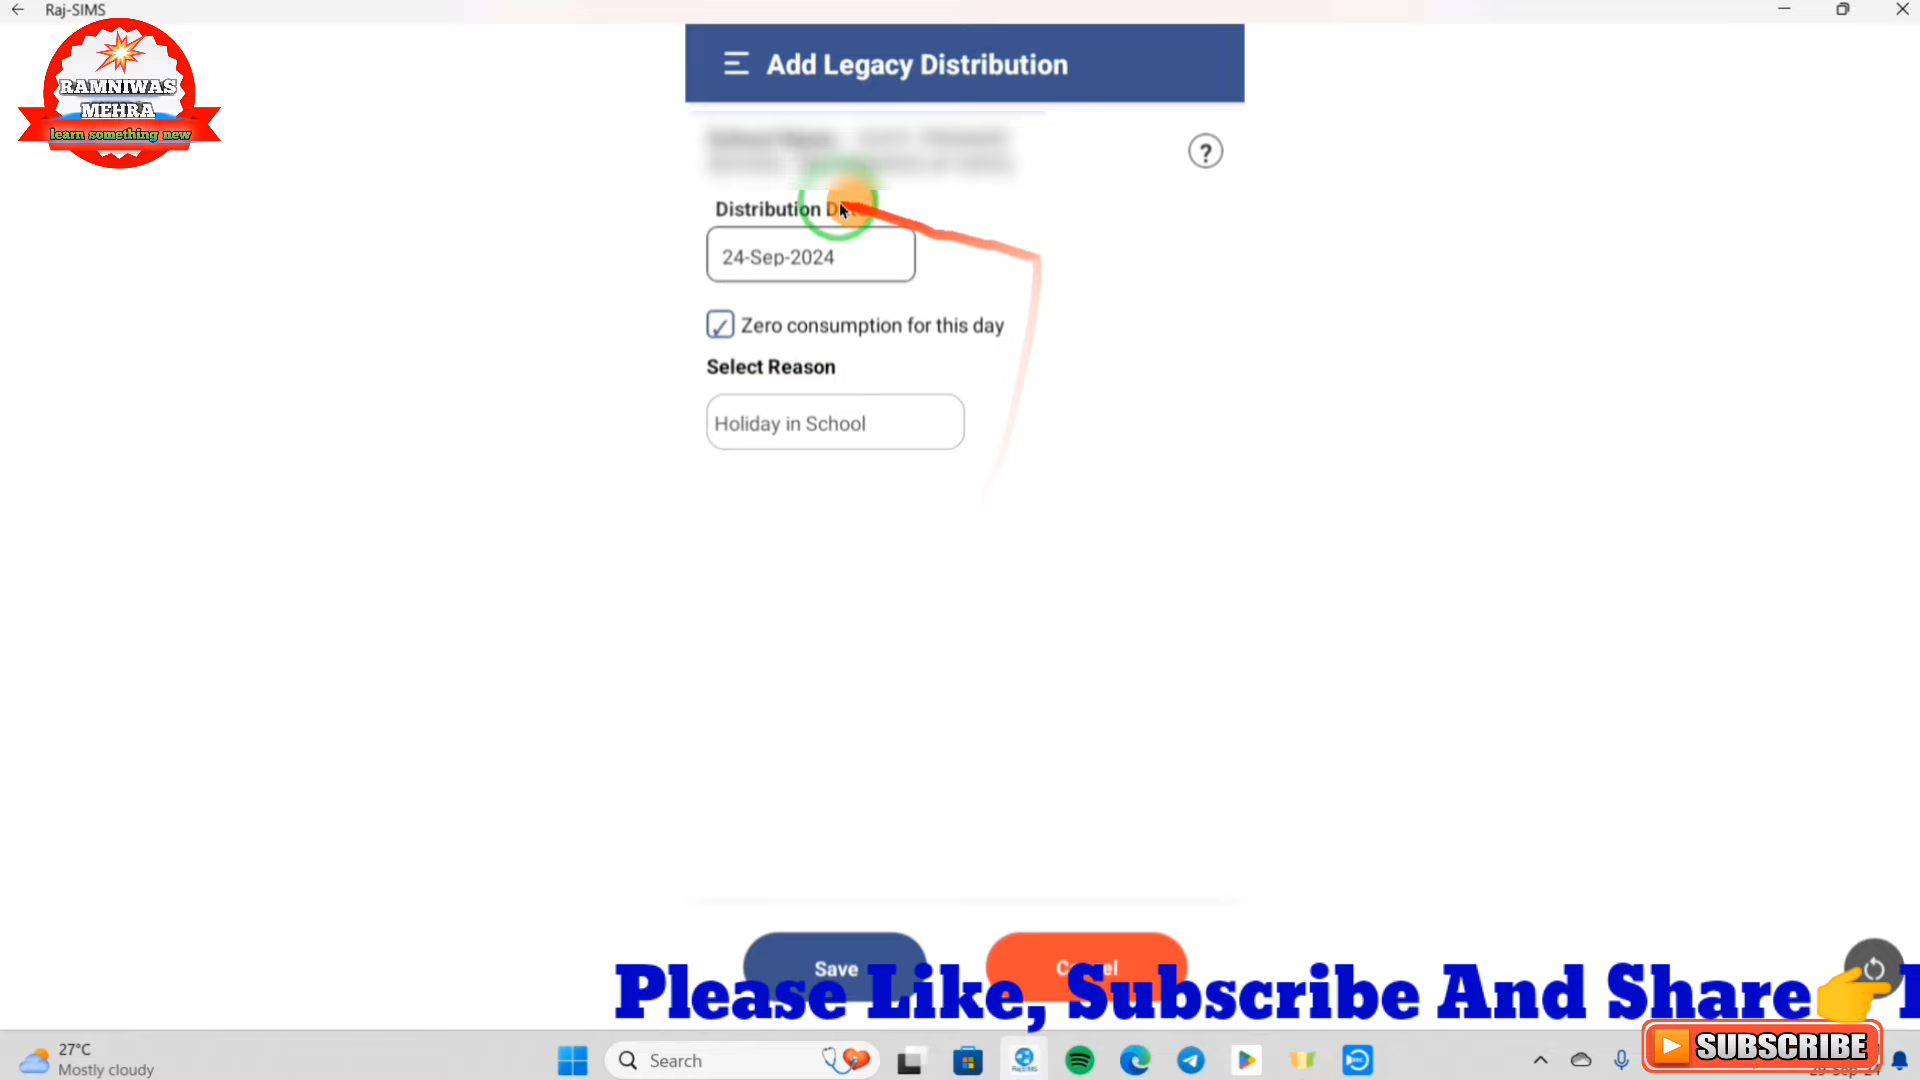 Raj-SIMS
RAMNIWAS
MEHRA
learn something new
Add Legacy Distribution
?
Distribution
24-Sep-2024
Zero consumption for this day
Select Reason
Holiday in School
Save
Cancel
Please Like, Subscribe And Share
SUBSCRIBE
27°C
Mostly cloudy
Search